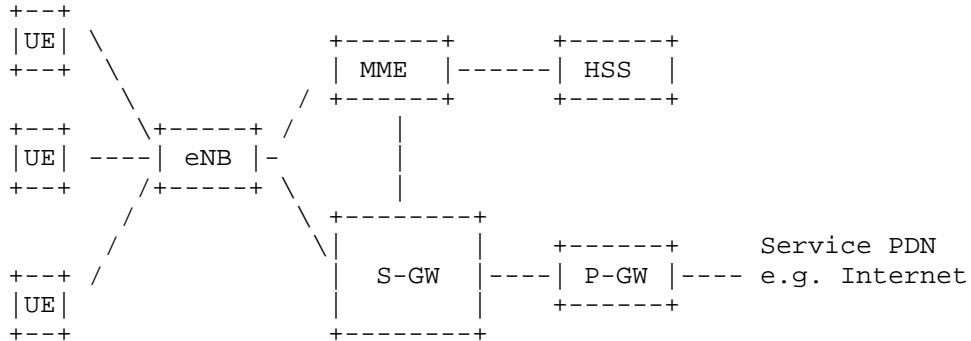 UE
MME HSS
UE eNB
Service PDN
S-GW P-GW e.g. Internet
UE